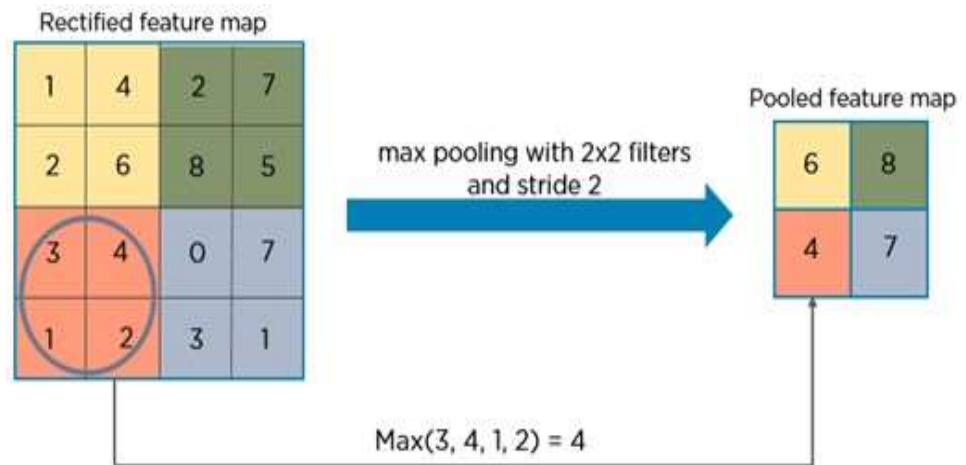 Rectified feature map
1 4 2 7
2 6 8 5
3 4 0 7
1 2 3 1
max pooling with 2x2 filters
and stride 2
Pooled feature map
6 8
4 7
Max(3, 4, 1, 2) = 4